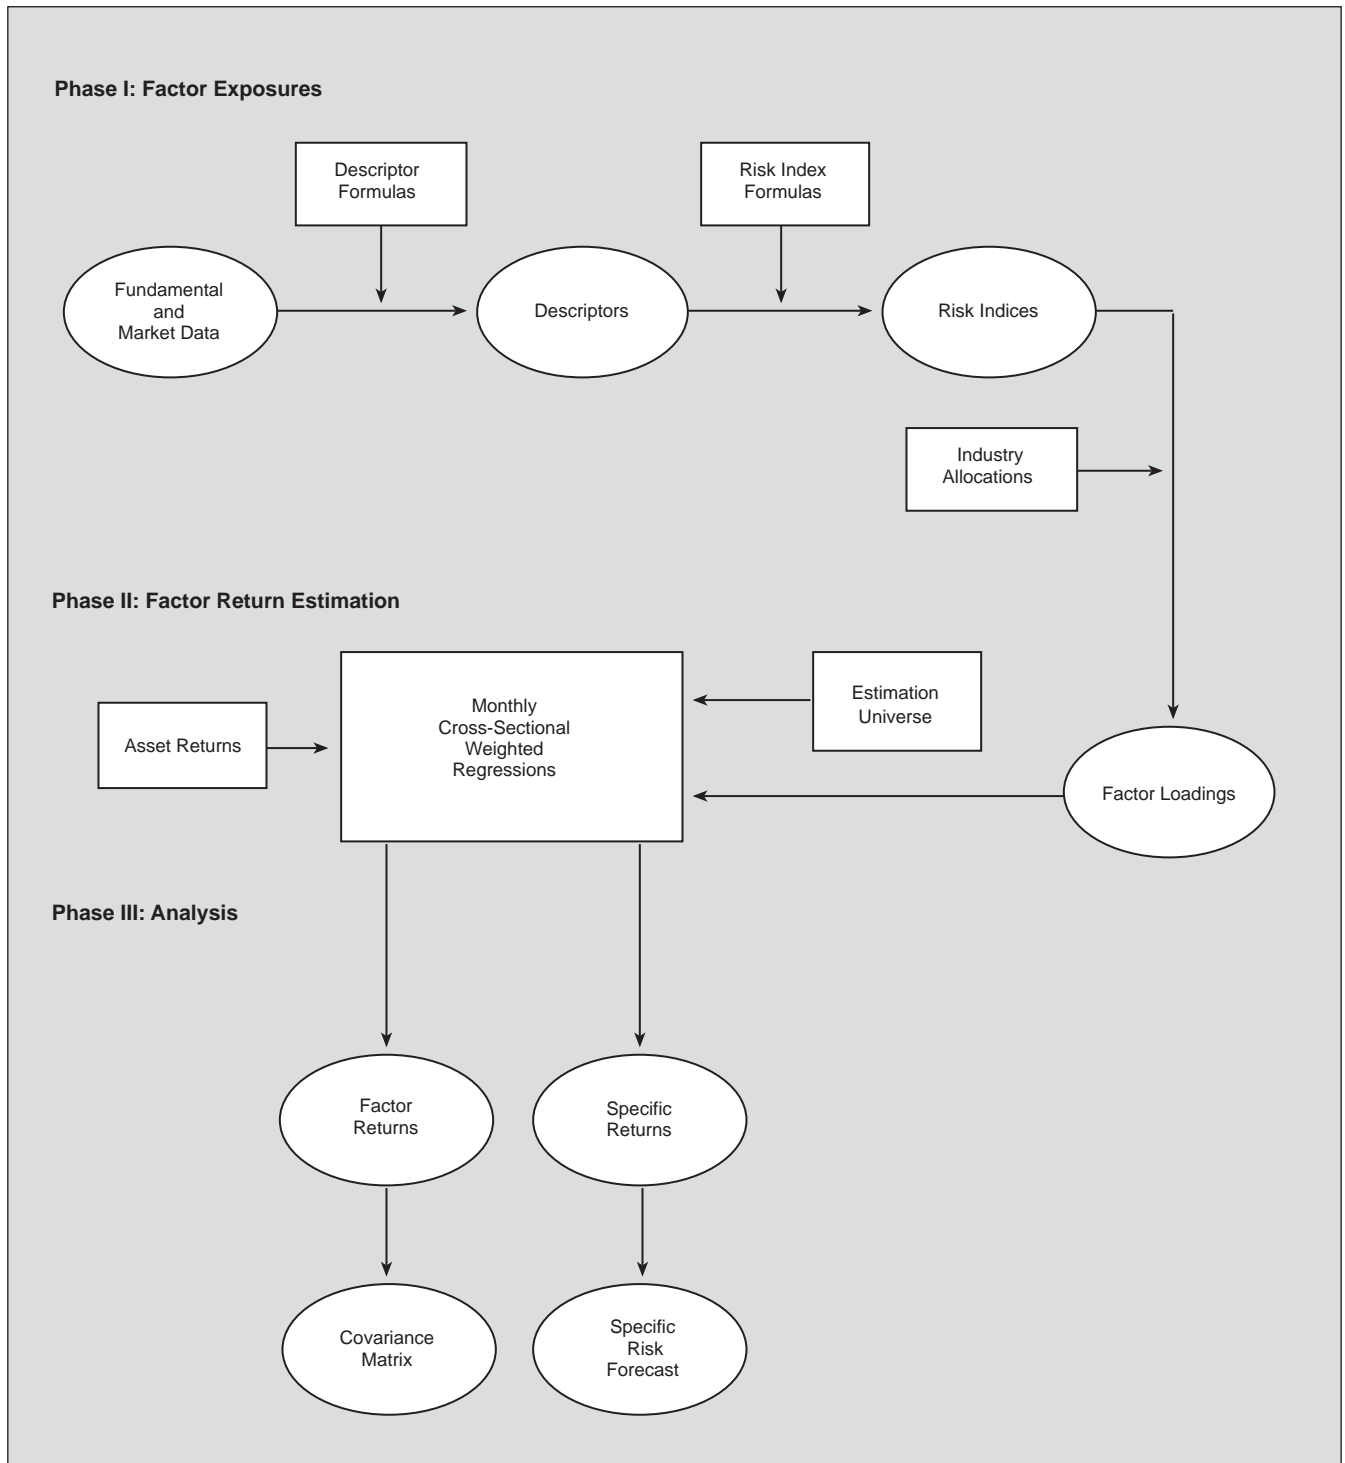 Phase I: Factor Exposures
Descriptor
Formulas
Risk Index
Formulas
Fundamental
and
Market Data
Descriptors
Risk Indices
Industry
Allocations
Phase II: Factor Return Estimation
Asset Returns
Monthly
Cross-Sectional
Weighted
Regressions
Estimation
Universe
Factor Loadings
Phase III: Analysis
Factor
Returns
Specific
Returns
Covariance
Matrix
Specific
Risk
Forecast